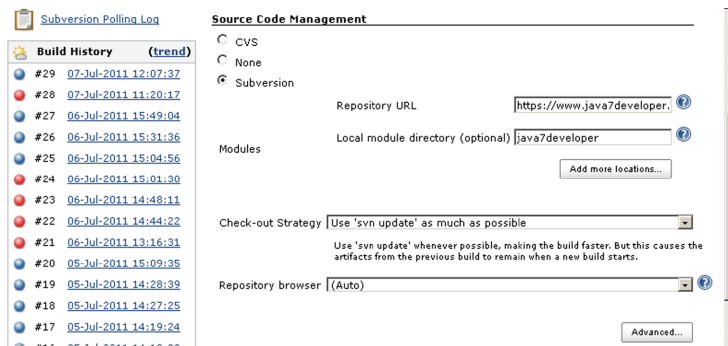 Subversion Polling Log
Build History (trend)
#29 07-Jul-2011 12:07:37
#28 07-Jul-2011 11:20:17
#27 06-Jul-2011 15:49:04
#26 06-Jul-2011 15:31:36
#25 06-Jul-2011 15:04:56
#24 06-Jul-2011 15:01:30
#23 06-Jul-2011 14:48:11
#22 06-Jul-2011 14:44:22
#21 06-Jul-2011 13:16:31
#20 05-Jul-2011 15:09:35
#19 05-Jul-2011 14:28:39
#18 05-Jul-2011 14:27:25
#17 05-Jul-2011 14:19:24
Source Code Management
CVS
None
Subversion
Modules
Repository URL https://www.java7developer.
Local module directory (optional) java7developer
Add more locations...
Check-out Strategy Use 'svn update' as much as possible
Use 'svn update' whenever possible, making the build faster. But this causes the
artifacts from the previous build to remain when a new build starts.
Repository browser (Auto)
Advanced...